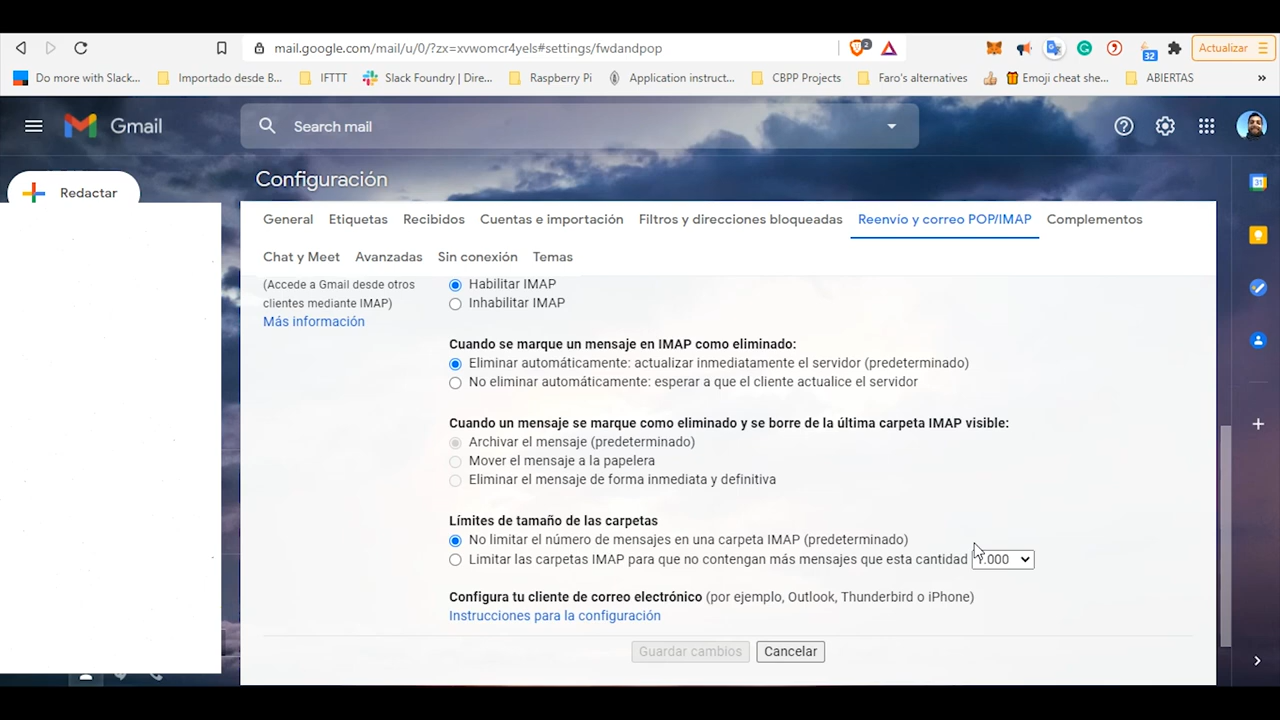 mail.google.com/mail/u/0/?zx=xvwomcr4yels#settings/fwdandpop
2
32
Actualizar
Do more with Slack...
Importado desde B...
IFTTT
Slack Foundry | Dire...
Raspberry Pi
Application instruct...
CBPP Projects
Faro's alternatives
Emoji cheat she...
ABIERTAS
»
Gmail
Search mail
Redactar
Configuración
General
Etiquetas
Recibidos
Cuentas e importación
Filtros y direcciones bloqueadas
Reenvío y correo POP/IMAP
Complementos
Chat y Meet
Avanzadas
Sin conexión
Temas
(Accede a Gmail desde otros
clientes mediante IMAP)
Más información
Habilitar IMAP
Inhabilitar IMAP
Cuando se marque un mensaje en IMAP como eliminado:
Eliminar automáticamente: actualizar inmediatamente el servidor (predeterminado)
No eliminar automáticamente: esperar a que el cliente actualice el servidor
Cuando un mensaje se marque como eliminado y se borre de la última carpeta IMAP visible:
Archivar el mensaje (predeterminado)
Mover el mensaje a la papelera
Eliminar el mensaje de forma inmediata y definitiva
Límites de tamaño de las carpetas
No limitar el número de mensajes en una carpeta IMAP (predeterminado)
Limitar las carpetas IMAP para que no contengan más mensajes que esta cantidad 1.000
Configura tu cliente de correo electrónico (por ejemplo, Outlook, Thunderbird o iPhone)
Instrucciones para la configuración
Guardar cambios
Cancelar
31